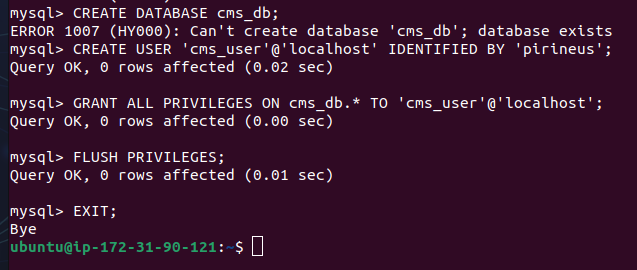 mysql> CREATE DATABASE cms_db;
ERROR 1007 (HY000): Can't create database 'cms_db'; database exists
mysql> CREATE USER 'cms_user'@'localhost' IDENTIFIED BY 'pirineus';
Query OK, 0 rows affected (0.02 sec)

mysql> GRANT ALL PRIVILEGES ON cms_db.* TO 'cms_user'@'localhost';
Query OK, 0 rows affected (0.00 sec)

mysql> FLUSH PRIVILEGES;
Query OK, 0 rows affected (0.01 sec)

mysql> EXIT;
Bye
ubuntu@ip-172-31-90-121:~$